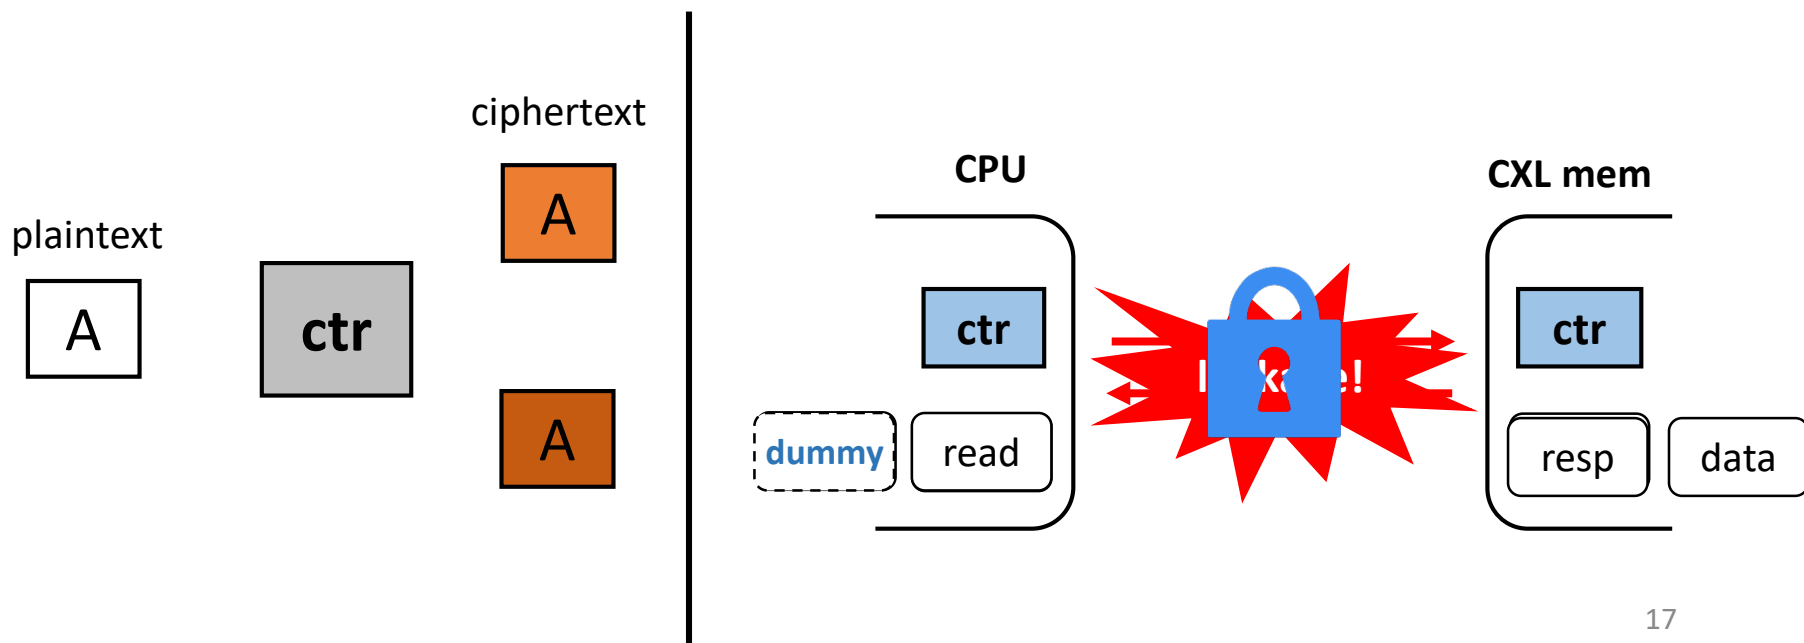 ciphertext
A
plaintext
A
ctr
A
CPU
CXL mem
ctr
ctr
dummy
read
resp
data
17